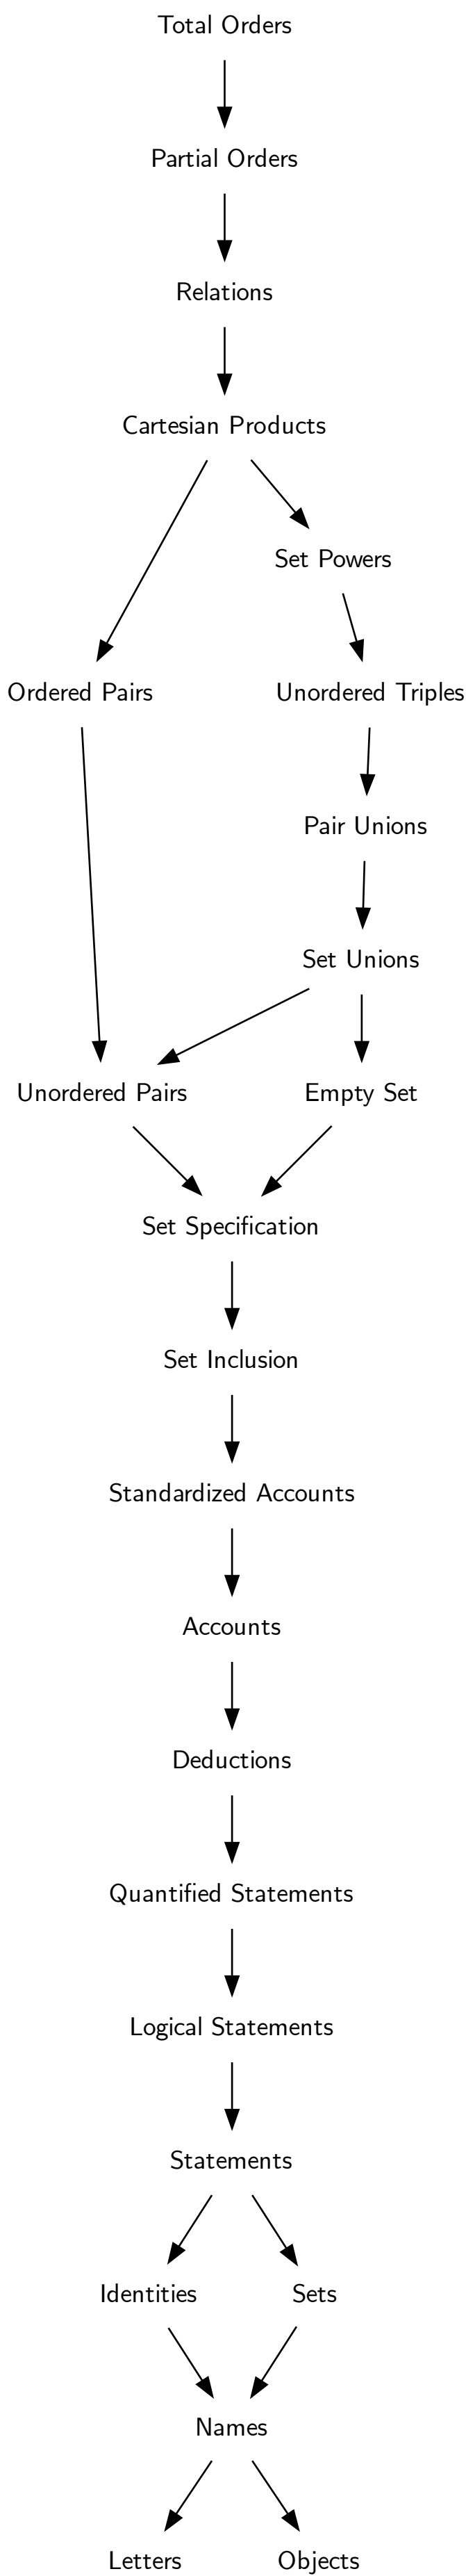 Total Orders
Partial Orders
Relations
Cartesian Products
Set Powers
Ordered Pairs
Unordered Triples
Pair Unions
Set Unions
Unordered Pairs
Empty Set
Set Specification
Set Inclusion
Standardized Accounts
Accounts
Deductions
Quantified Statements
Logical Statements
Statements
Identities
Sets
Names
Letters
Objects